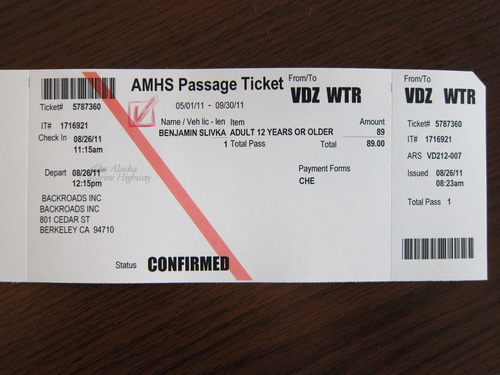 AMHS Passage Ticket
From/To
VDZ WTR
05/01/11 - 09/30/11
Ticket# 5787360
IT# 1716921
Check In 08/26/11
11:15am
Depart 08/26/11
12:15pm
Alaska
Marine Highway
BACKROADS INC
BACKROADS INC
801 CEDAR ST
BERKELEY CA 94710
Name / Veh lic - len Item Amount
BENJAMIN SLIVKA ADULT 12 YEARS OR OLDER 89
1 Total Pass Total 89.00
Payment Forms
CHE
Status CONFIRMED
From/To
VDZ WTR
Ticket# 5787360
IT# 1716921
ARS VD212-007
Issued 08/26/11
08:23am
Total Pass 1